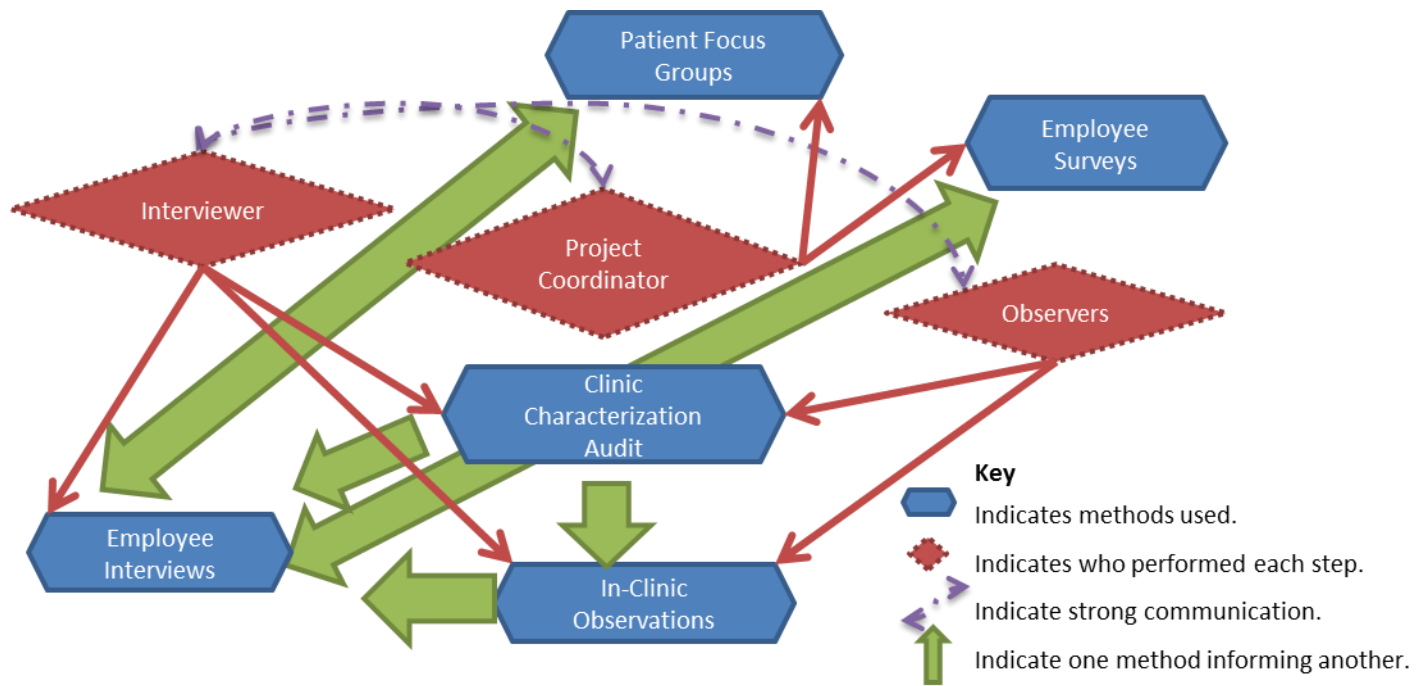 Patient Focus
Groups
Employee
Surveys
Interviewer
Project
Coordinator
Observers
Clinic
Characterization
Audit
Employee
Interviews
In-Clinic
Observations
Key
Indicates methods used.
Indicates who performed each step.
Indicate strong communication.
Indicate one method informing another.